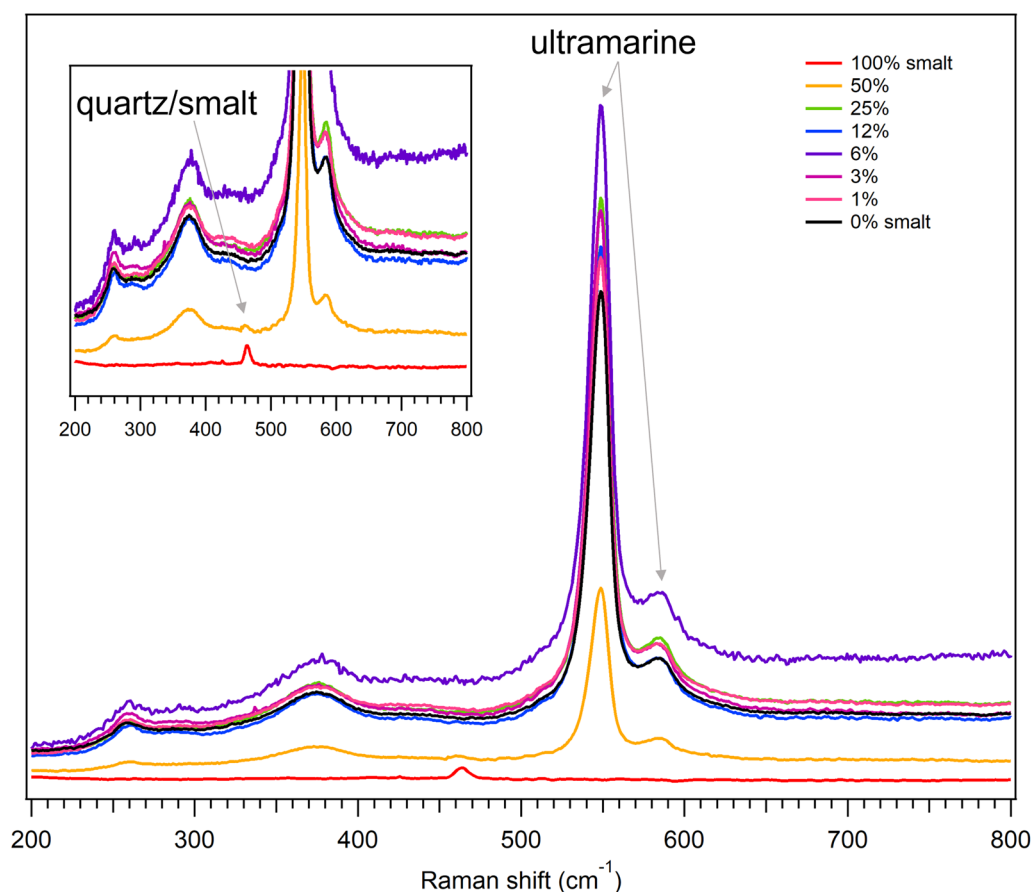 ultramarine
quartz/smalt
100% smalt
50%
25%
12%
6%
3%
1%
0% smalt
200 300 400 500 600 700 800
200 300 400 500 600 700 800
Raman shift (cm⁻¹)